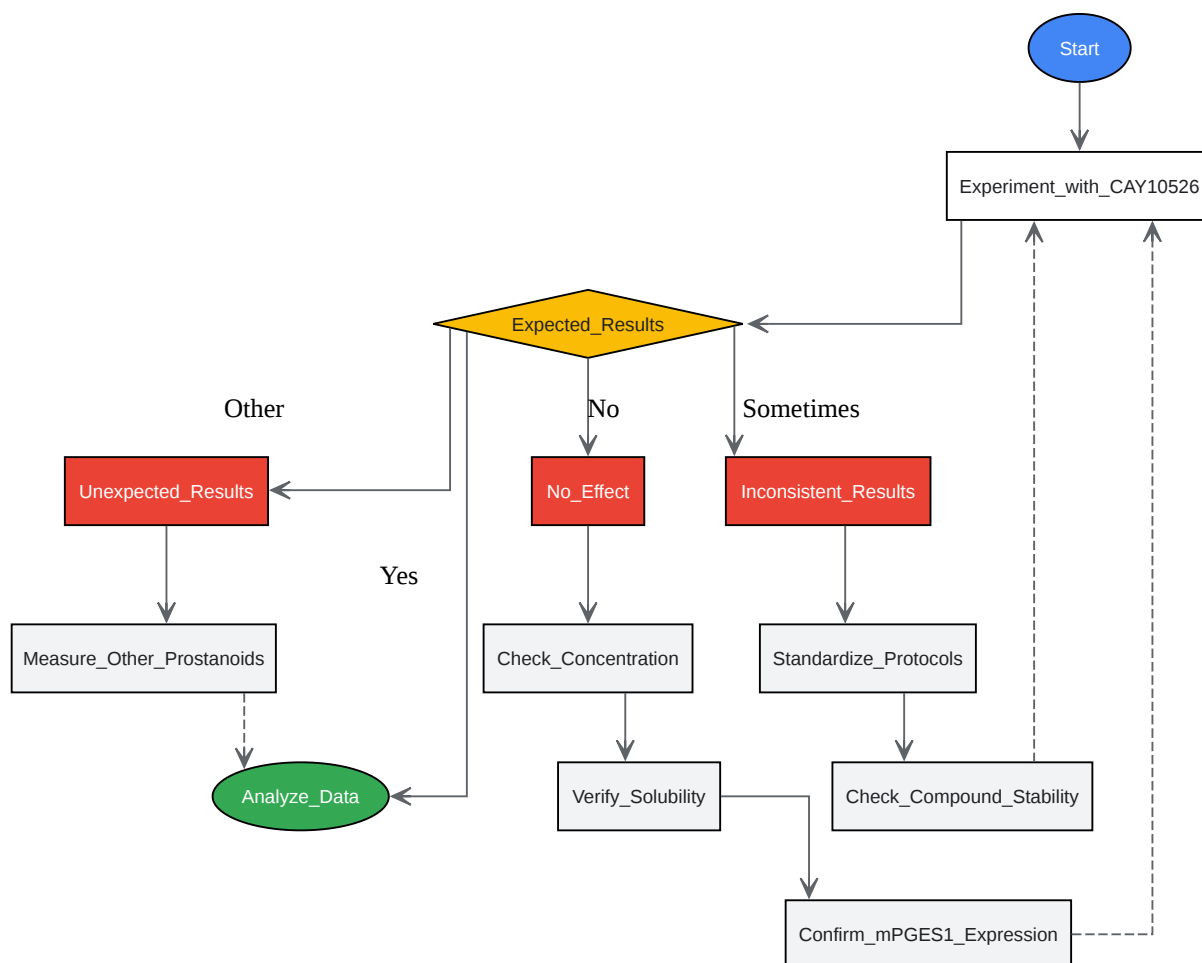 Start
Experiment_with_CAY10526
Expected_Results
Other
No
Sometimes
Unexpected_Results
No_Effect
Inconsistent_Results
Yes
Measure_Other_Prostanoids
Check_Concentration
Standardize_Protocols
Analyze_Data
Verify_Solubility
Check_Compound_Stability
Confirm_mPGES1_Expression